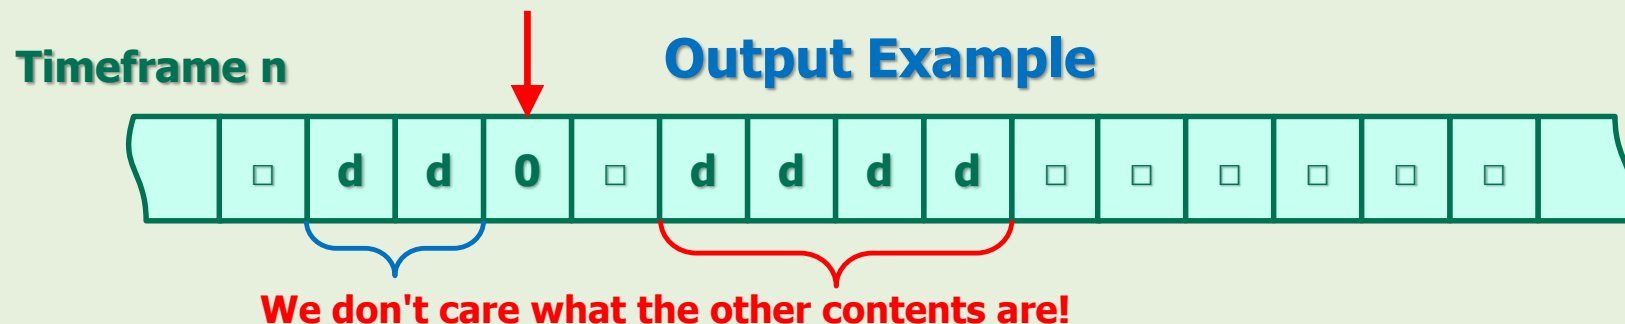 Timeframe n
Output Example
□ d d 0 □ d d d d □ □ □ □ □ □
We don't care what the other contents are!